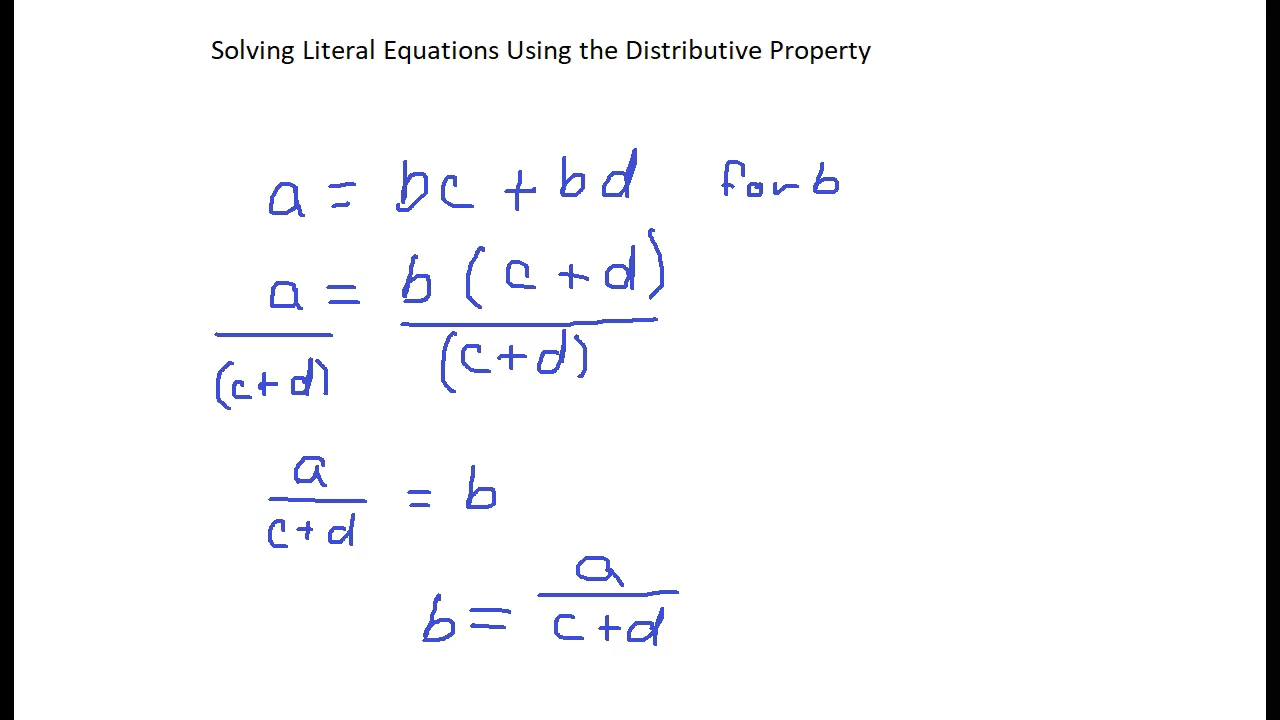 Solving Literal Equations Using the Distributive Property
a = bc + bd for b
a = b (c + d)
(c+d) (c+d)
a
= b
c+d
a
b =
c+d